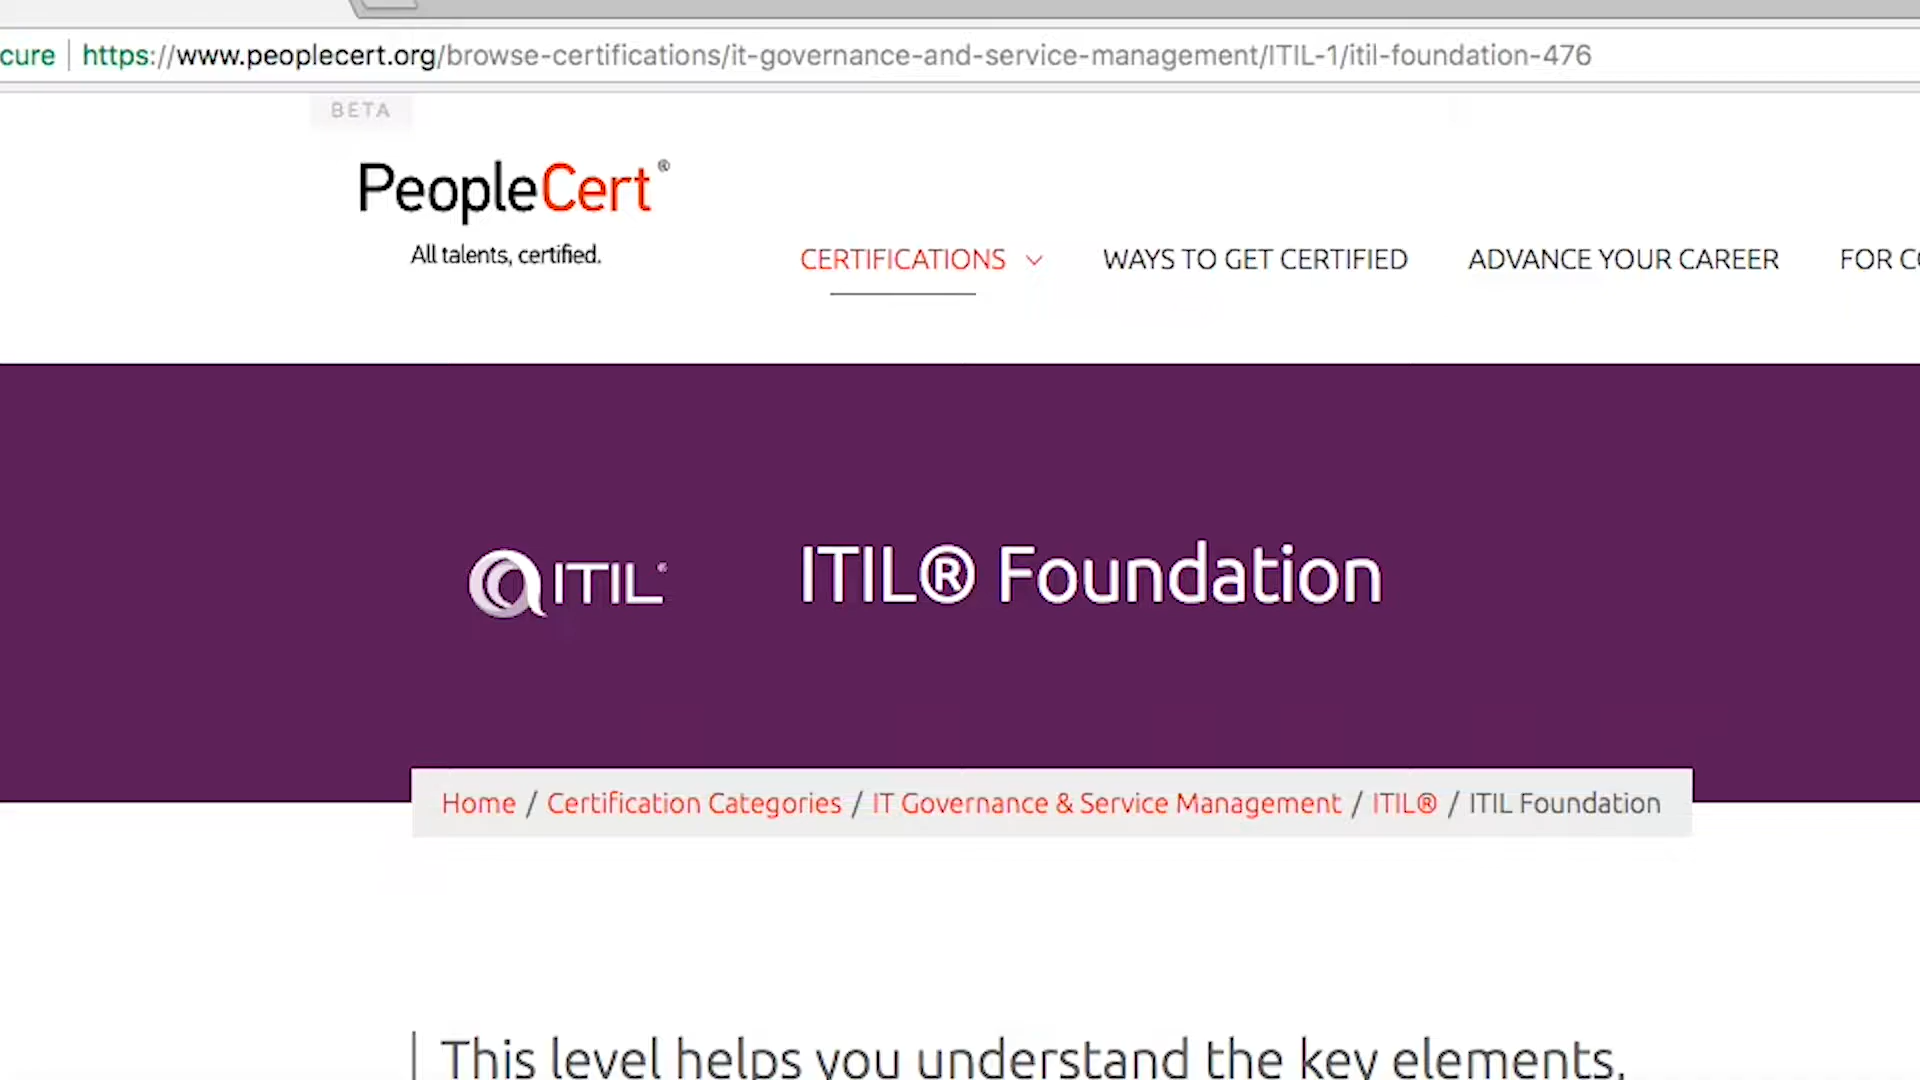 cure https://www.peoplecert.org/browse-certifications/it-governance-and-service-management/ITIL-1/itil-foundation-476
BETA
PeopleCert®
All talents, certified.
CERTIFICATIONS WAYS TO GET CERTIFIED ADVANCE YOUR CAREER FOR
ITIL® ITIL® Foundation
Home / Certification Categories / IT Governance & Service Management / ITIL® / ITIL Foundation
This level helps you understand the key elements,